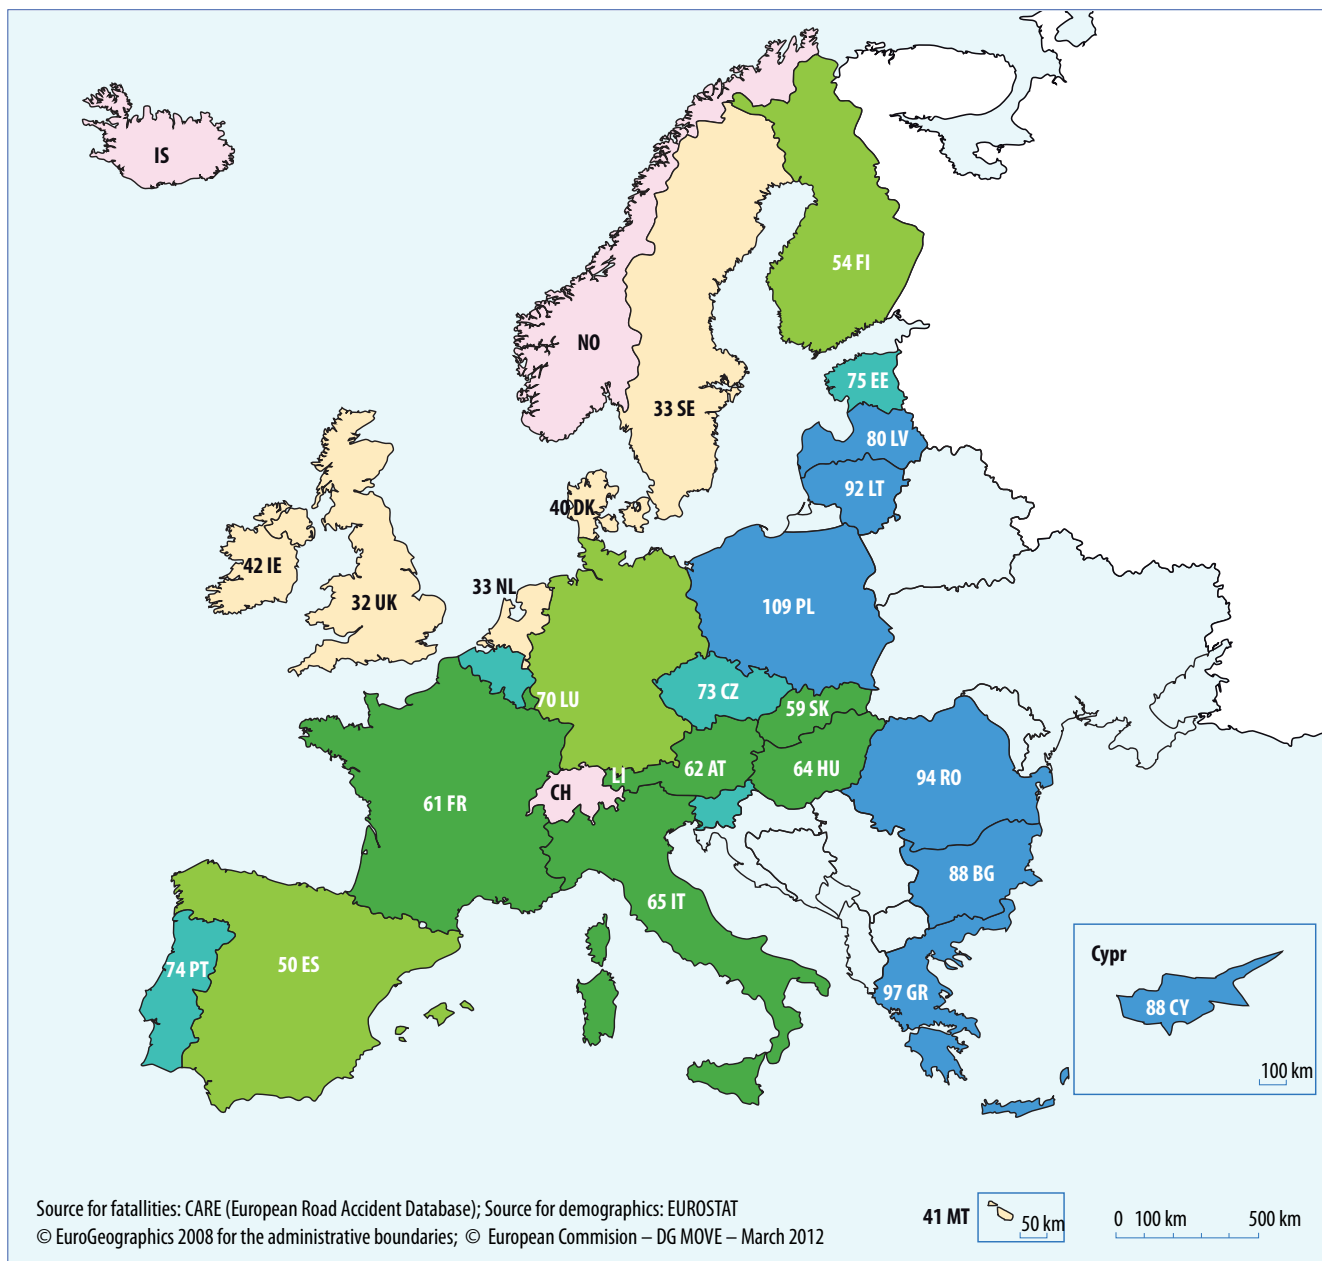 IS
54 FI
NO
75 EE
33 SE
80 LV
92 LT
40 DK
42 IE
33 NL
32 UK
109 PL
70 LU
73 CZ
59 SK
LI
62 AT
64 HU
94 RO
CH
61 FR
88 BG
65 IT
74 PT
50 ES
97 GR
Cypr
88 CY
100 km
Source for fatallities: CARE (European Road Accident Database); Source for demographics: EUROSTAT
© EuroGeographics 2008 for the administrative boundaries; © European Commision – DG MOVE – March 2012
41 MT
50 km
0 100 km 500 km